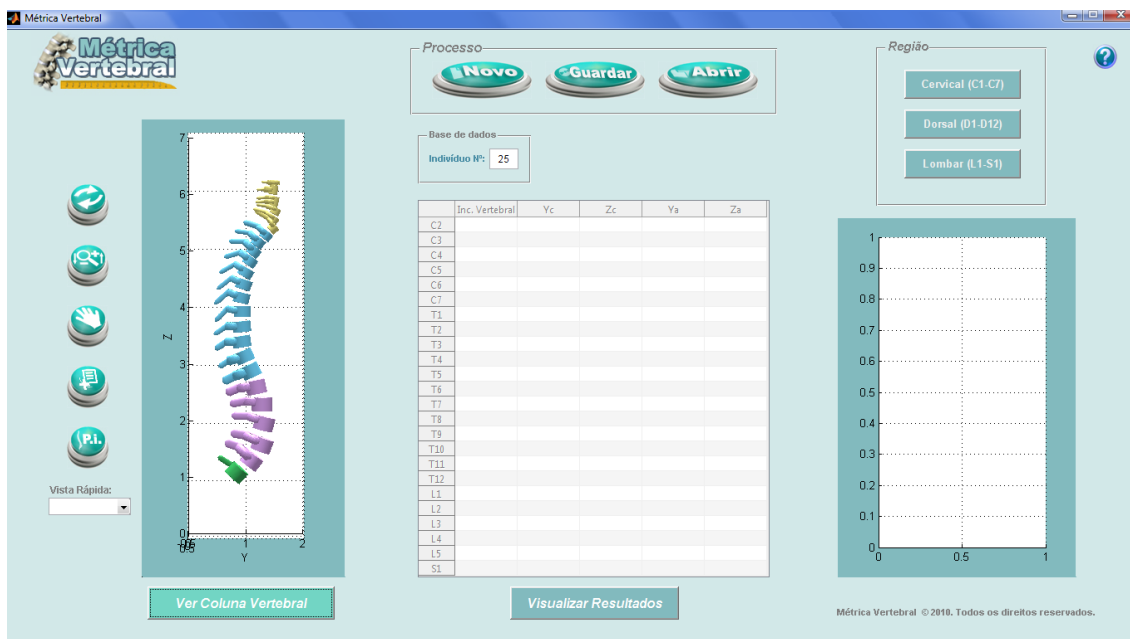 Métrica Vertebral
Métrica
Vertebral
Processo
Novo
Guardar
Abrir
Região
Cervical (C1-C7)
Dorsal (D1-D12)
Lombar (L1-S1)
Base de dados
Indivíduo Nº: 25
Inc. Vertebral Yc Zc Ya Za
C2
C3
C4
C5
C6
C7
T1
T2
T3
T4
T5
T6
T7
T8
T9
T10
T11
T12
L1
L2
L3
L4
L5
S1
7
6
5
4
3
2
1
0
Z
1 2
Y
P.i.
Vista Rápida:
1
0.9
0.8
0.7
0.6
0.5
0.4
0.3
0.2
0.1
0
0 0.5 1
Ver Coluna Vertebral
Visualizar Resultados
Métrica Vertebral © 2010. Todos os direitos reservados.